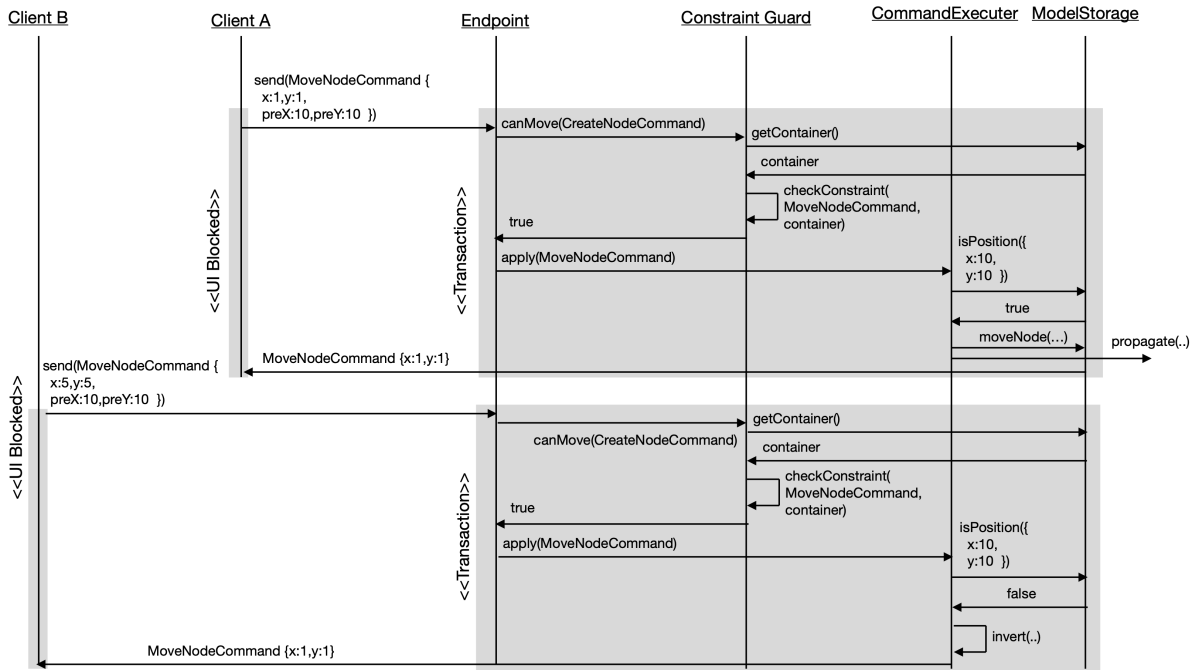 Client B
Client A
Endpoint
Constraint Guard
CommandExecuter
ModelStorage
send(MoveNodeCommand {
x:1,y:1,
preX:10,preY:10 })
canMove(CreateNodeCommand)
getContainer()
container
checkConstraint(
MoveNodeCommand,
container)
true
apply(MoveNodeCommand)
isPosition({
x:10,
y:10 })
true
moveNode(...)
propagate(..)
MoveNodeCommand {x:1,y:1}
<<UI Blocked>>
<<Transaction>>
send(MoveNodeCommand {
x:5,y:5,
preX:10,preY:10 })
canMove(CreateNodeCommand)
getContainer()
container
checkConstraint(
MoveNodeCommand,
container)
true
apply(MoveNodeCommand)
isPosition({
x:10,
y:10 })
false
invert(..)
MoveNodeCommand {x:1,y:1}
<<UI Blocked>>
<<Transaction>>